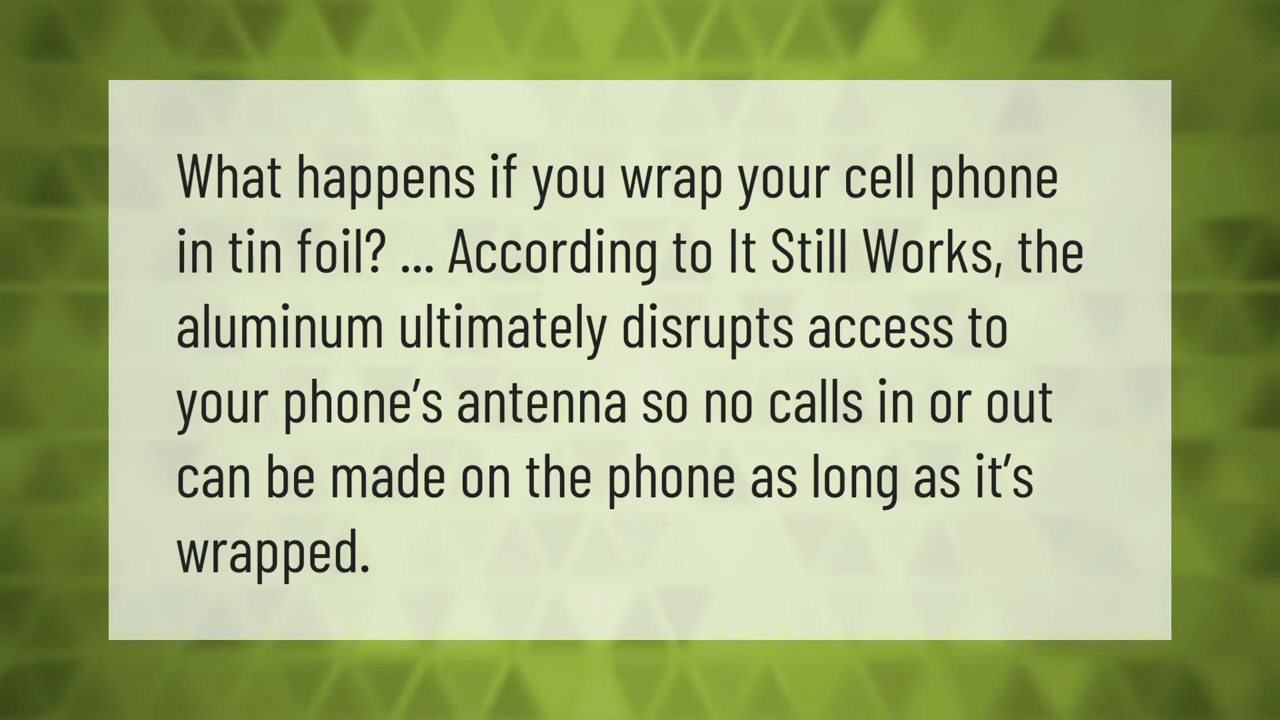 What happens if you wrap your cell phone
in tin foil? ... According to It Still Works, the
aluminum ultimately disrupts access to
your phone’s antenna so no calls in or out
can be made on the phone as long as it’s
wrapped.